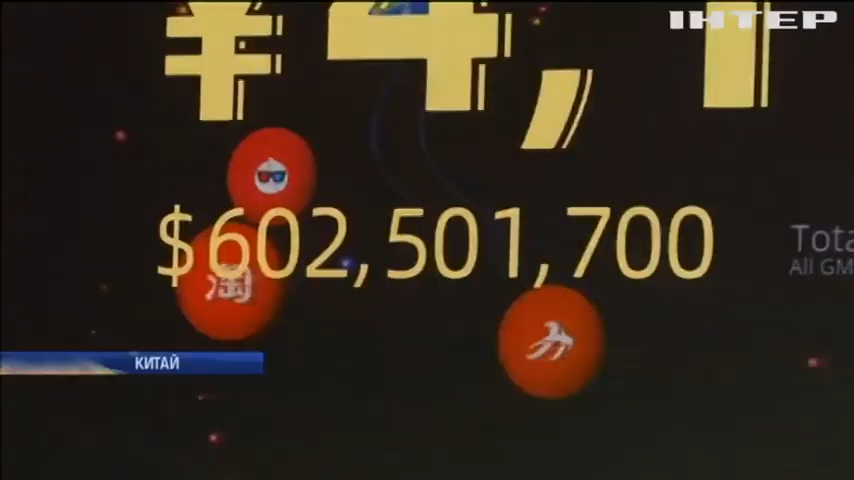 ІНТЕР
¥4,1
$602,501,700
淘
Tota
All GM
КИТАЙ